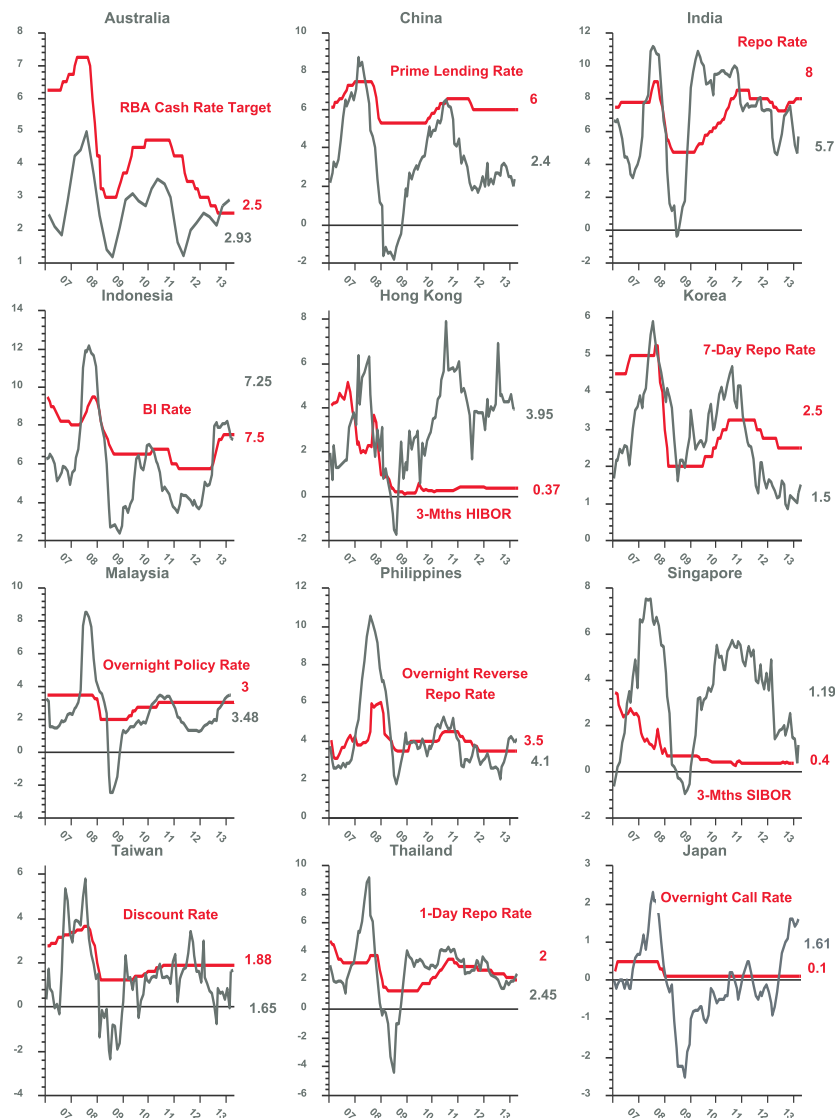 Australia
8
7
6
5
4
3
2
1
RBA Cash Rate Target
2.5
2.93
07 08 09 10 11 12 13
China
10
8
6
4
2
0
-2
Prime Lending Rate
6
2.4
07 08 09 10 11 12 13
India
12
10
8
6
4
2
0
-2
Repo Rate
8
5.7
07 08 09 10 11 12 13
Indonesia
14
12
10
8
6
4
2
7.25
BI Rate
7.5
07 08 09 10 11 12 13
Hong Kong
8
6
4
2
0
-2
3.95
0.37
3-Mths HIBOR
07 08 09 10 11 12 13
Korea
6
5
4
3
2
1
0
7-Day Repo Rate
2.5
1.5
07 08 09 10 11 12 13
Malaysia
10
8
6
4
2
0
-2
-4
Overnight Policy Rate
3
3.48
07 08 09 10 11 12 13
Philippines
12
10
8
6
4
2
0
Overnight Reverse
Repo Rate
3.5
4.1
07 08 09 10 11 12 13
Singapore
8
6
4
2
0
-2
1.19
0.4
3-Mths SIBOR
07 08 09 10 11 12 13
Taiwan
6
4
2
0
-2
-4
Discount Rate
1.88
1.65
07 08 09 10 11 12 13
Thailand
10
8
6
4
2
0
-2
-4
-6
1-Day Repo Rate
2
2.45
07 08 09 10 11 12 13
Japan
3
2
1
0
-1
-2
-3
Overnight Call Rate
1.61
0.1
07 08 09 10 11 12 13